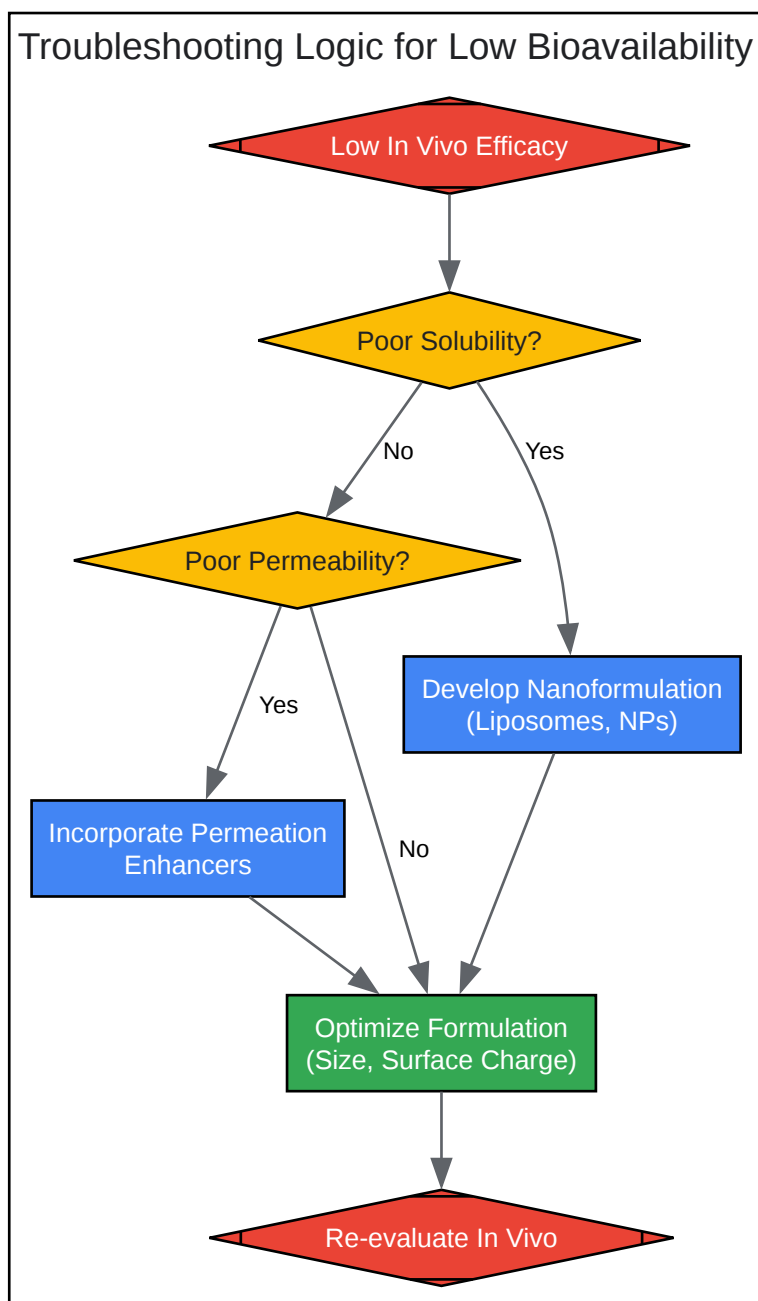 Troubleshooting Logic for Low Bioavailability
Low In Vivo Efficacy
Poor Solubility?
No
Yes
Poor Permeability?
Develop Nanoformulation
(Liposomes, NPs)
Yes
Incorporate Permeation
Enhancers
No
Optimize Formulation
(Size, Surface Charge)
Re-evaluate In Vivo